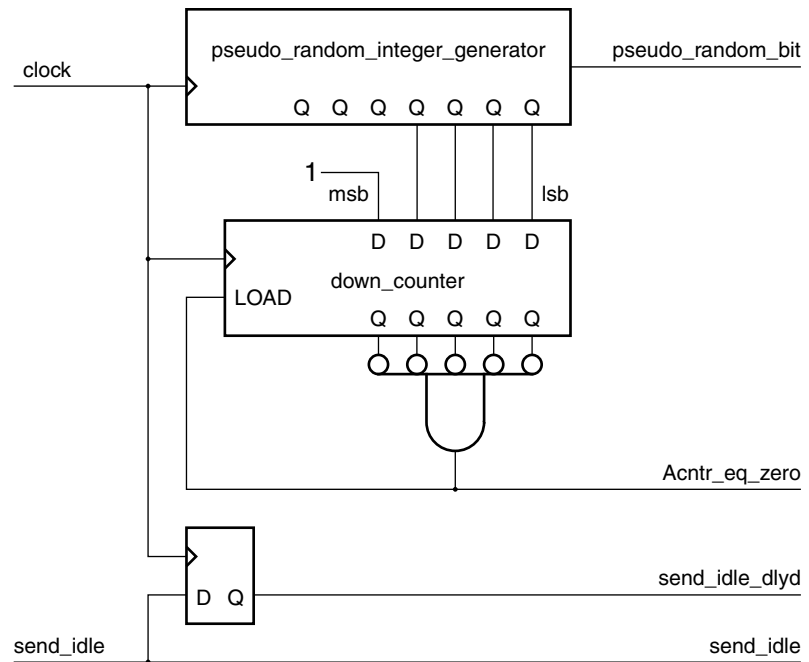 pseudo_random_integer_generator
pseudo_random_bit
clock
Q Q Q Q Q Q Q
1
msb
lsb
D D D D D
down_counter
LOAD
Q Q Q Q Q
Acntr_eq_zero
D Q
send_idle_dlyd
send_idle
send_idle